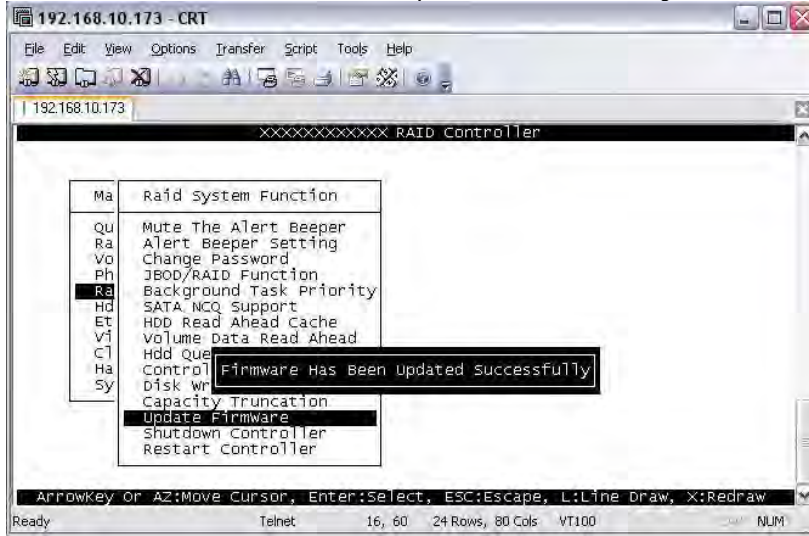 192.168.10.173 - CRT
File Edit View Options Transfer Script Tools Help
192.168.10.173
XXXXXXXXXXXX RAID Controller
Ma
Raid System Function
Qu
Mute The Alert Beeper
Ra
Alert Beeper Setting
Vo
Change Password
Ph
JBOD/RAID Function
Ra
Background Task Priority
Hd
SATA NCQ Support
Et
HDD Read Ahead Cache
Vi
Volume Data Read Ahead
Cl
Hdd Que
Ha
Control
Firmware Has Been Updated Successfully
Sy
Disk Wr
Capacity Truncation
Update Firmware
Shutdown Controller
Restart Controller
ArrowKey Or AZ:Move Cursor, Enter:Select, ESC:Escape, L:Line Draw, X:Redraw
Ready Telnet 16, 60 24 Rows, 80 Cols VT100 NUM